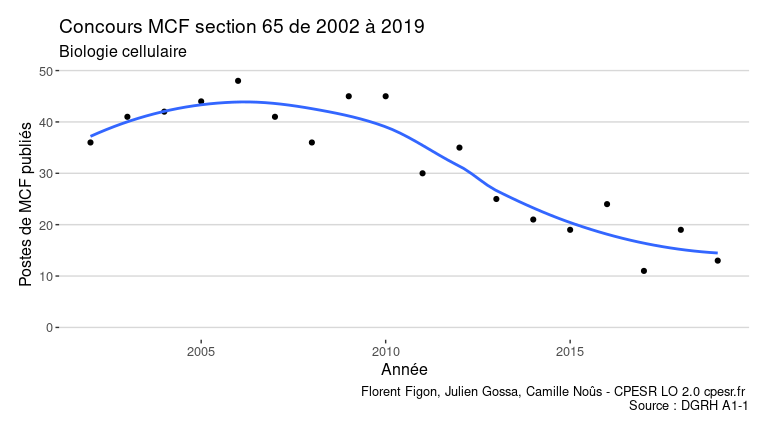 Concours MCF section 65 de 2002 à 2019
Biologie cellulaire
Postes de MCF publiés
50
40
30
20
10
0
2005 2010 2015
Année
Florent Figon, Julien Gossa, Camille Noûs - CPESR LO 2.0 cpesr.fr
Source : DGRH A1-1